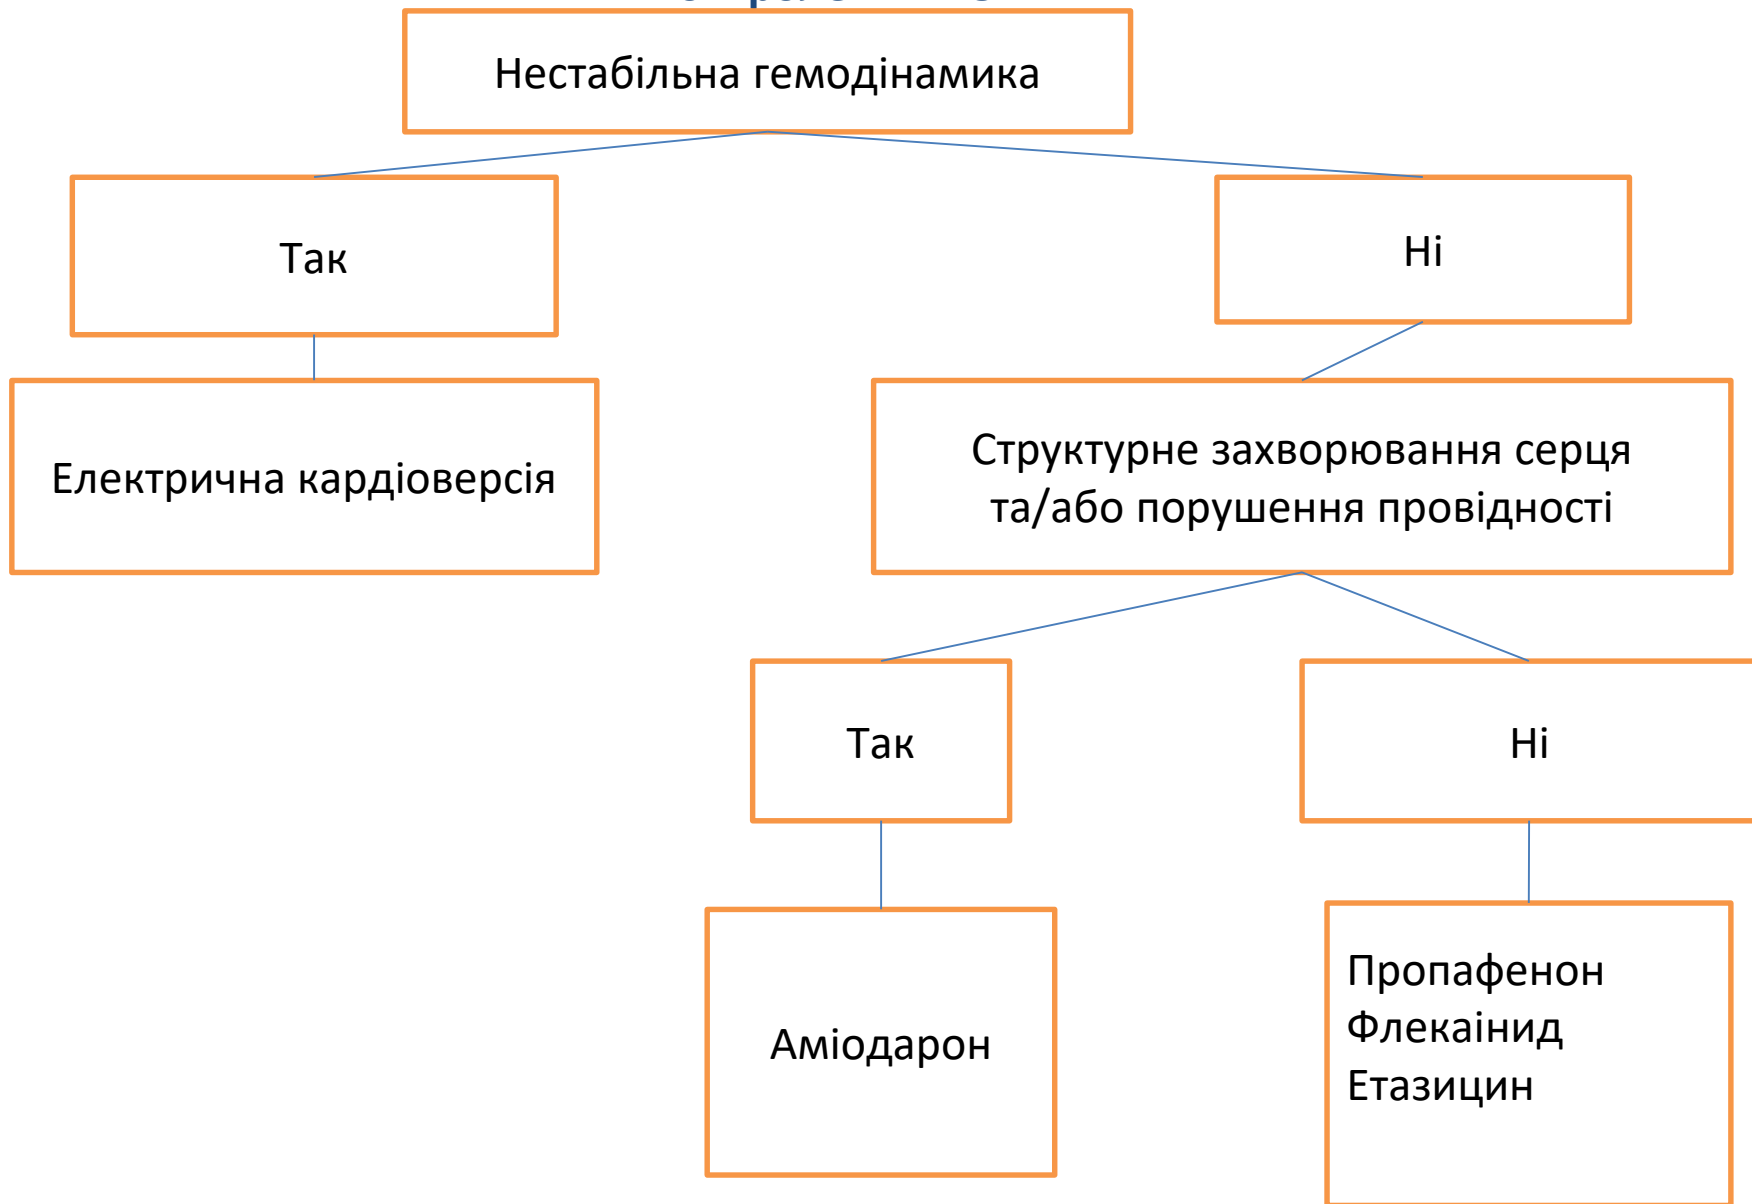 Нестабільна гемодінамика
Так
Ні
Електрична кардіоверсія
Структурне захворювання серця
та/або порушення провідності
Так
Ні
Аміодарон
Пропафенон
Флекаінид
Етазицин